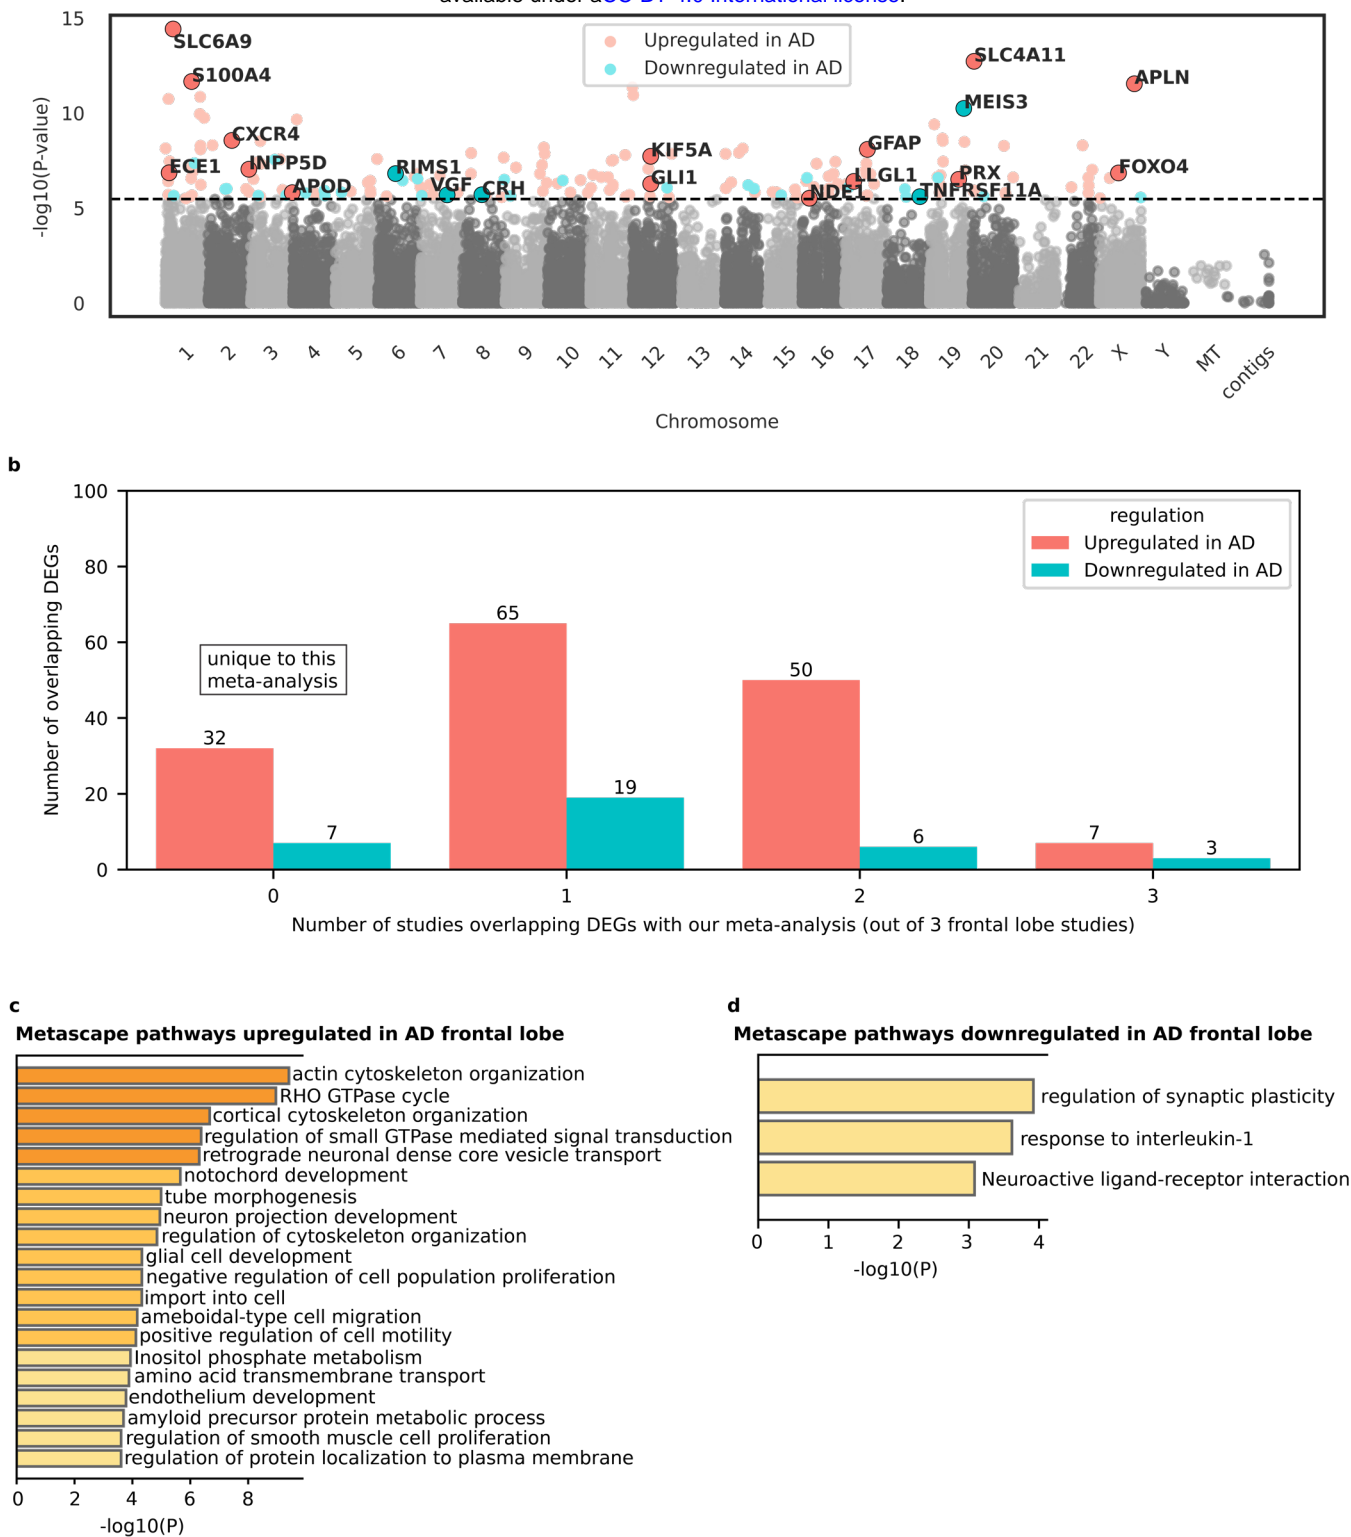 15
10
5
0
-log10(P-value)
Upregulated in AD
Downregulated in AD
SLC6A9
S100A4
SLC4A11
APLN
MEIS3
CXCR4
GFAP
KIF5A
ECE1
INPP5D
RIMS1
FOXO4
PRX
LLGL1
GLI1
APOD
VGF
CRH
NDE1
TNFRSF11A
1
2
3
4
5
6
7
8
9
10
11
12
13
14
15
16
17
18
19
20
21
22
X
Y
MT
contigs
Chromosome
b
100
80
60
40
20
0
Number of overlapping DEGs
regulation
Upregulated in AD
Downregulated in AD
unique to this
meta-analysis
32
7
65
19
50
6
7
3
0
1
2
3
Number of studies overlapping DEGs with our meta-analysis (out of 3 frontal lobe studies)
c
Metascape pathways upregulated in AD frontal lobe
actin cytoskeleton organization
RHO GTPase cycle
cortical cytoskeleton organization
regulation of small GTPase mediated signal transduction
retrograde neuronal dense core vesicle transport
notochord development
tube morphogenesis
neuron projection development
regulation of cytoskeleton organization
glial cell development
negative regulation of cell population proliferation
import into cell
ameboidal-type cell migration
positive regulation of cell motility
Inositol phosphate metabolism
amino acid transmembrane transport
endothelium development
amyloid precursor protein metabolic process
regulation of smooth muscle cell proliferation
regulation of protein localization to plasma membrane
0
2
4
6
8
-log10(P)
d
Metascape pathways downregulated in AD frontal lobe
regulation of synaptic plasticity
response to interleukin-1
Neuroactive ligand-receptor interaction
0
1
2
3
4
-log10(P)